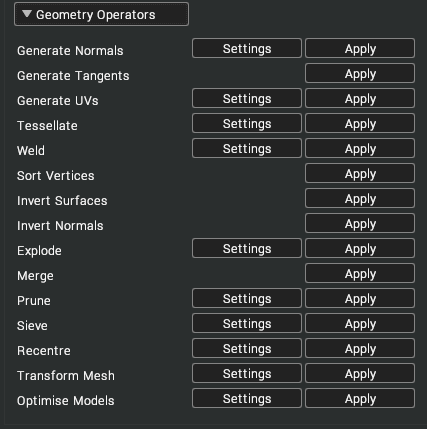 Geometry Operators
Generate Normals Settings Apply
Generate Tangents Apply
Generate UVs Settings Apply
Tessellate Settings Apply
Weld Settings Apply
Sort Vertices Apply
Invert Surfaces Apply
Invert Normals Apply
Explode Settings Apply
Merge Apply
Prune Settings Apply
Sieve Settings Apply
Recentre Settings Apply
Transform Mesh Settings Apply
Optimise Models Settings Apply